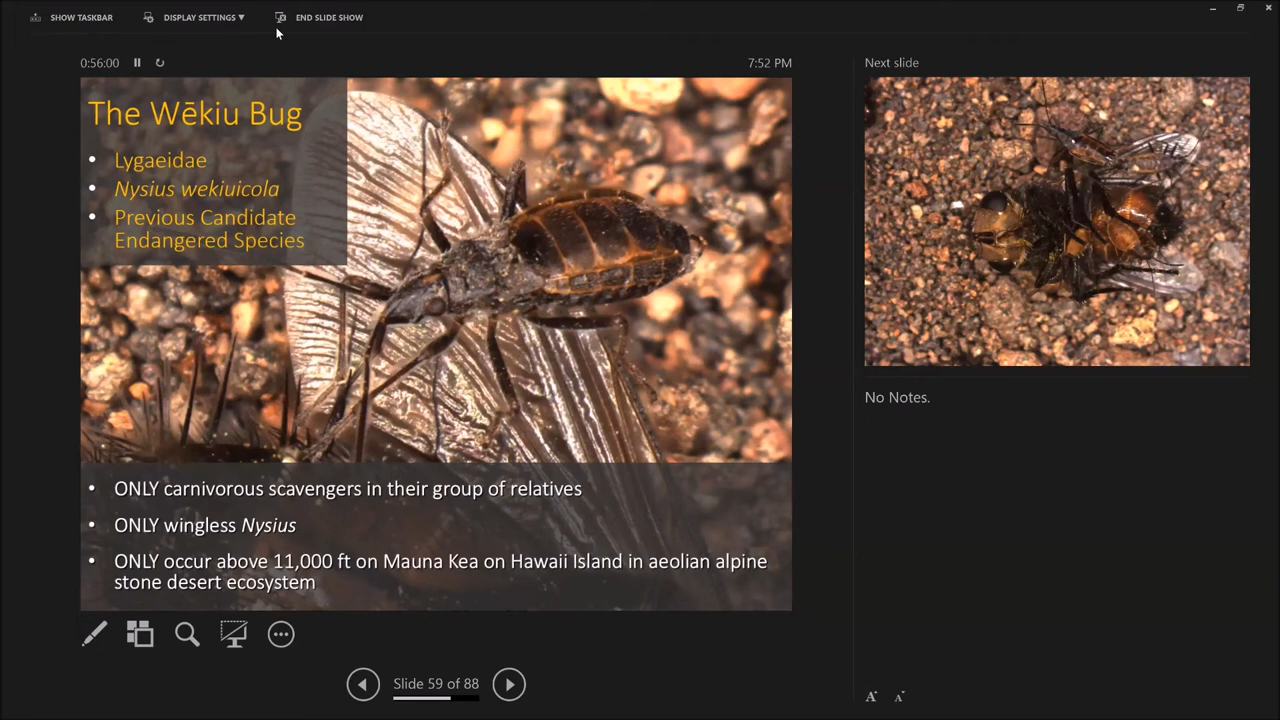 SHOW TASKBAR
DISPLAY SETTINGS ▼
END SLIDE SHOW
0:56:00
7:52 PM
Next slide
The Wēkiu Bug
• Lygaeidae
• Nysius wekiuicola
• Previous Candidate
Endangered Species
• ONLY carnivorous scavengers in their group of relatives
• ONLY wingless Nysius
• ONLY occur above 11,000 ft on Mauna Kea on Hawaii Island in aeolian alpine
stone desert ecosystem
No Notes.
Slide 59 of 88
A A